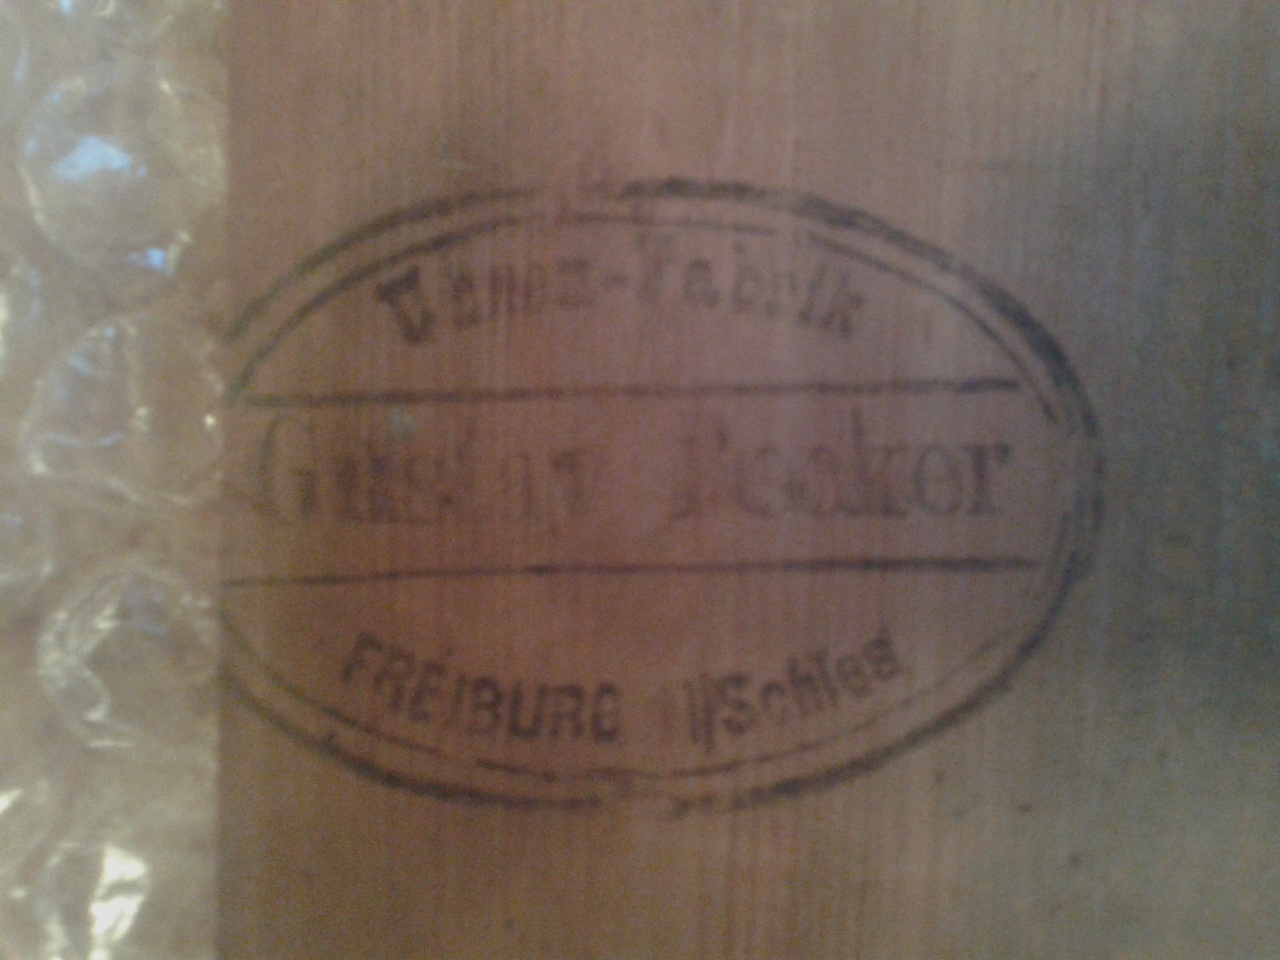 Uhren-Fabrik
Gustav Becker
FREIBURG i/Schles